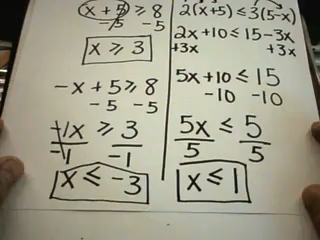 x + 5 ≥ 8
-5 -5
x ≥ 3
-x + 5 ≥ 8
-5 -5
-1x ≥ 3
-1 -1
x ≤ -3
2(x+5) ≤ 3(5-x)
2x + 10 ≤ 15 - 3x
+3x +3x
5x + 10 ≤ 15
-10 -10
5x ≤ 5
5 5
x ≤ 1